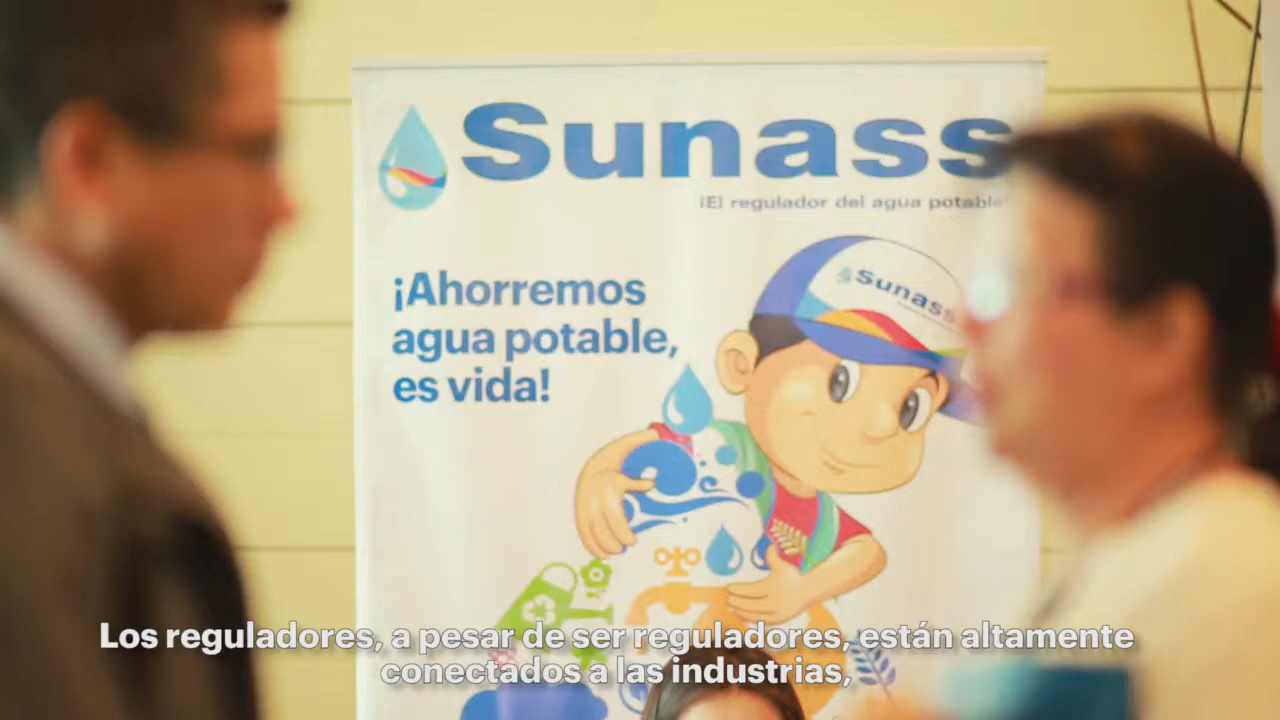 Sunass
¡El regulador del agua potable
¡Ahorremos
agua potable,
es vida!
Sunass
Los reguladores, a pesar de ser reguladores, están altamente
conectados a las industrias,